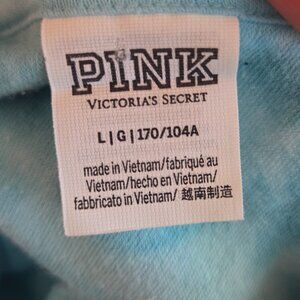 PINK
VICTORIA'S SECRET
L | G | 170/104A
made in Vietnam/fabriqué au
Vietnam/hecho en Vietnam/
fabbricato in Vietnam/ 越南制造